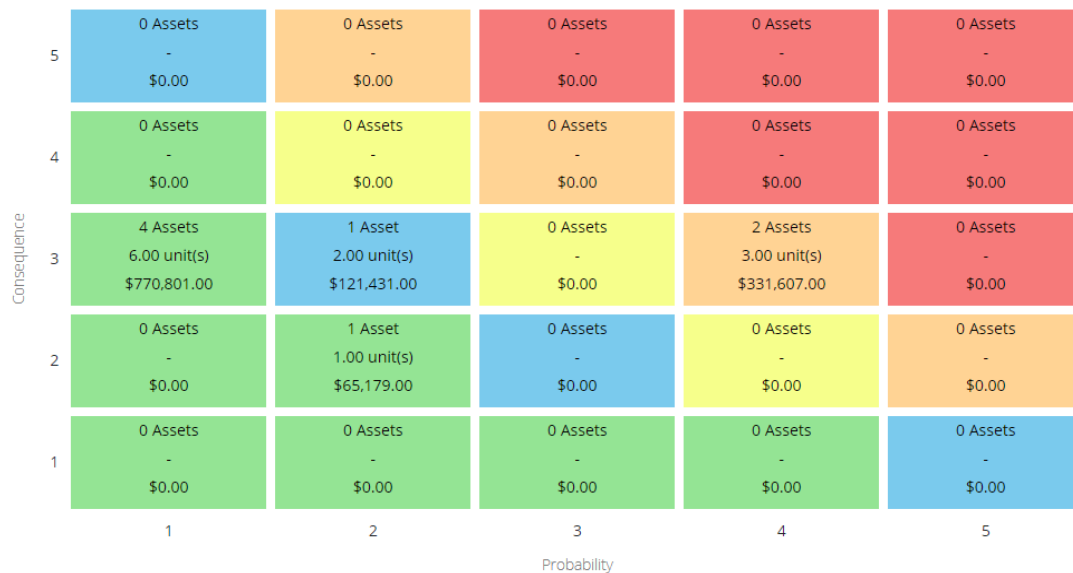 0 Assets 0 Assets 0 Assets 0 Assets 0 Assets
5 - - - - -
$0.00 $0.00 $0.00 $0.00 $0.00
0 Assets 0 Assets 0 Assets 0 Assets 0 Assets
4 - - - - -
$0.00 $0.00 $0.00 $0.00 $0.00
Consequence
4 Assets 1 Asset 0 Assets 2 Assets 0 Assets
3 6.00 unit(s) 2.00 unit(s) - 3.00 unit(s) -
$770,801.00 $121,431.00 $0.00 $331,607.00 $0.00
0 Assets 1 Asset 0 Assets 0 Assets 0 Assets
2 - 1.00 unit(s) - - -
$0.00 $65,179.00 $0.00 $0.00 $0.00
0 Assets 0 Assets 0 Assets 0 Assets 0 Assets
1 - - - - -
$0.00 $0.00 $0.00 $0.00 $0.00
1 2 3 4 5
Probability